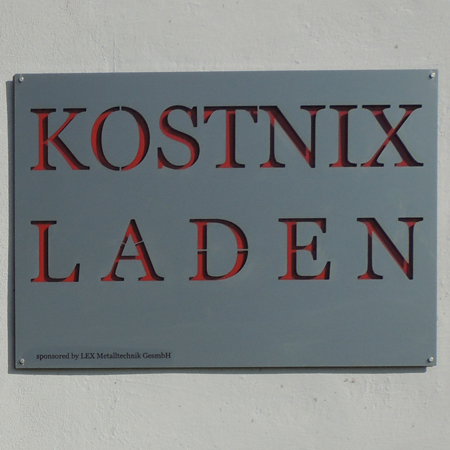 KOSTNIX
LADEN
sponsored by LEX Metalltechnik GesmbH